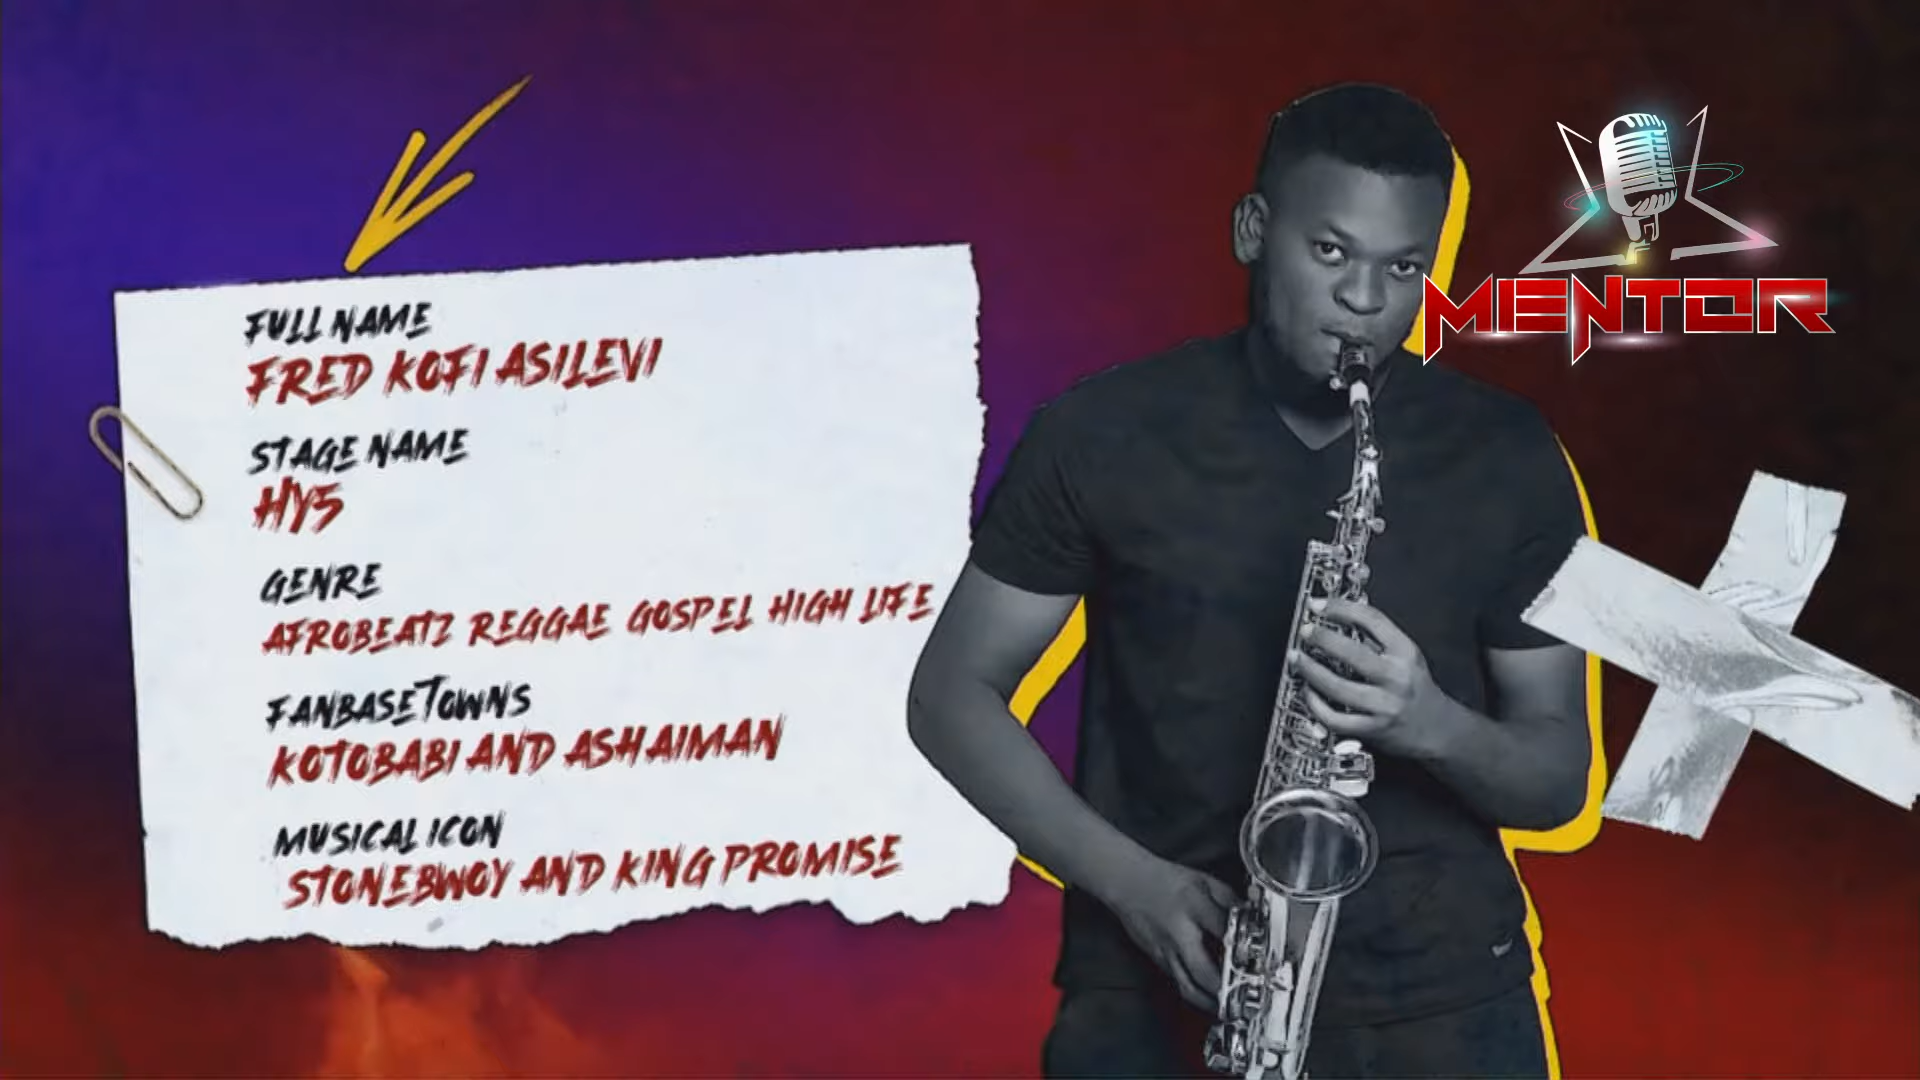 FULL NAME
FRED KOFI ASILEVI
STAGE NAME
HY5
GENRE
AFROBEATZ REGGAE GOSPEL HIGH LIFE
FANBASE TOWNS
KOTOBABI AND ASHAIMAN
MUSICAL ICON
STONEBWOY AND KING PROMISE
MENTOR